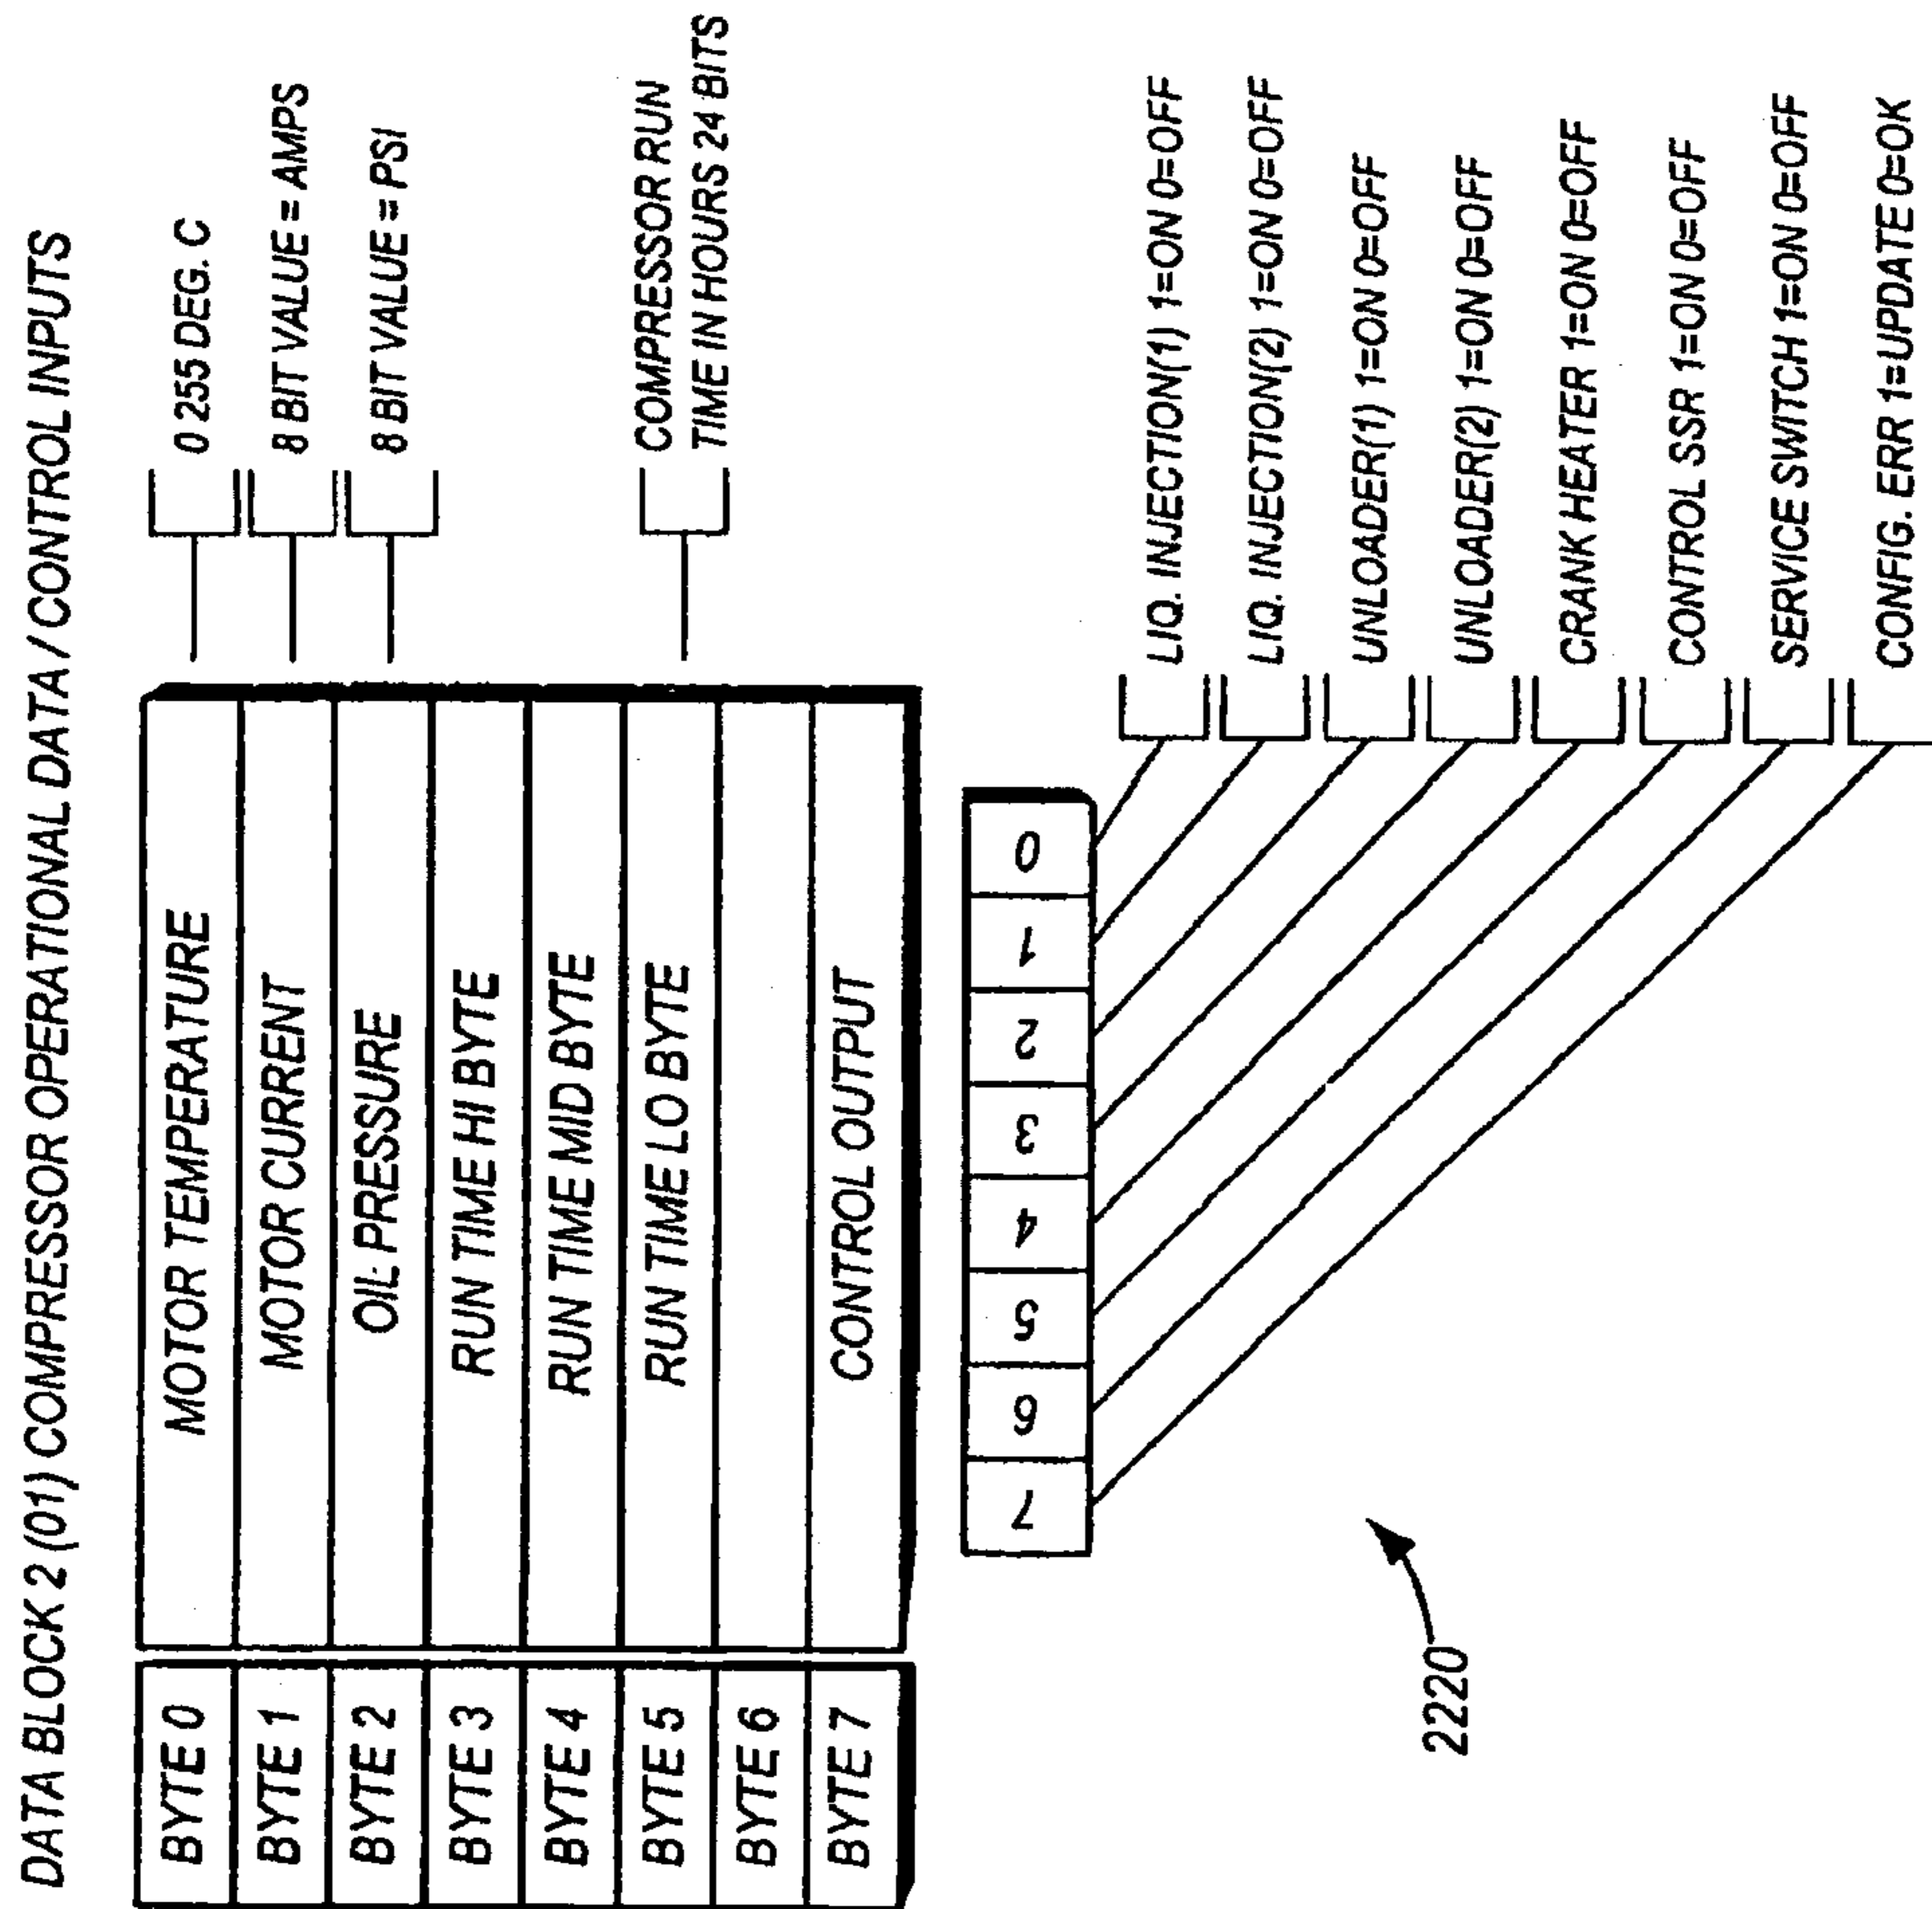 DATA BLOCK 2 (01) COMPRESSOR OPERATIONAL DATA / CONTROL INPUTS
BYTE 0 MOTOR TEMPERATURE 0 255 DEG. C
BYTE 1 MOTOR CURRENT 8 BIT VALUE = AMPS
BYTE 2 OIL PRESSURE 8 BIT VALUE = PSI
BYTE 3 RUN TIME HI BYTE
BYTE 4 RUN TIME MID BYTE
BYTE 5 RUN TIME LO BYTE COMPRESSOR RUN
TIME IN HOURS 24 BITS
BYTE 6
BYTE 7 CONTROL OUTPUT
7 6 5 4 3 2 1 0
LIQ. INJECTION(1) 1=ON 0=OFF
LIQ. INJECTION(2) 1=ON 0=OFF
UNLOADER(1) 1=ON 0=OFF
UNLOADER(2) 1=ON 0=OFF
CRANK HEATER 1=ON 0=OFF
CONTROL SSR 1=ON 0=OFF
SERVICE SWITCH 1=ON 0=OFF
CONFIG. ERR 1=UPDATE 0=OK
2220